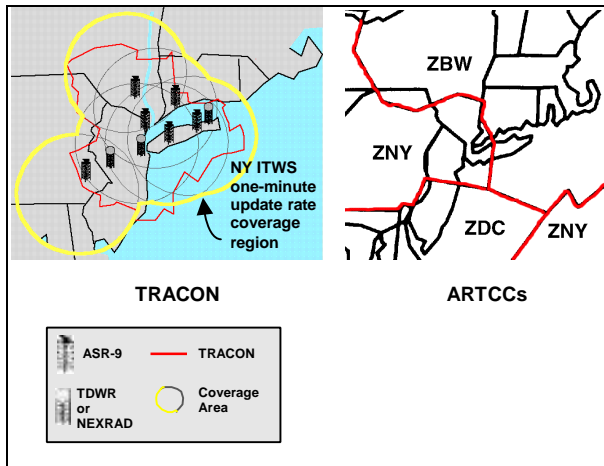 NY ITWS
one-minute
update rate
coverage
region
TRACON
ZBW
ZNY
ZDC
ZNY
ARTCCs
ASR-9
TRACON
TDWR
or
NEXRAD
Coverage
Area